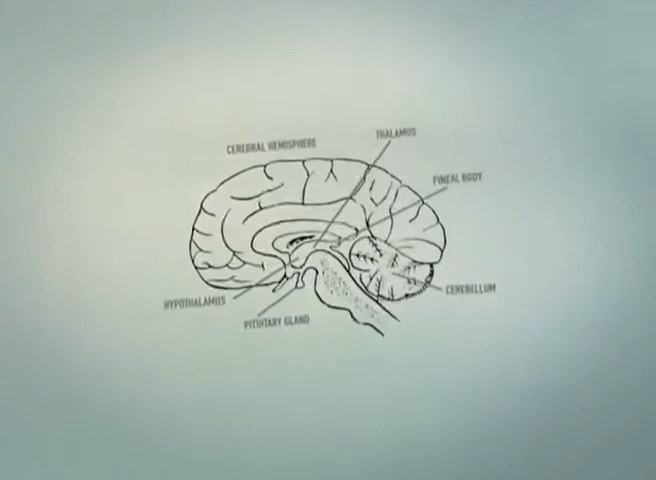 THALAMUS
CEREBRAL HEMISPHERE
PINEAL BODY
CEREBELLUM
HYPOTHALAMUS
PITUITARY GLAND